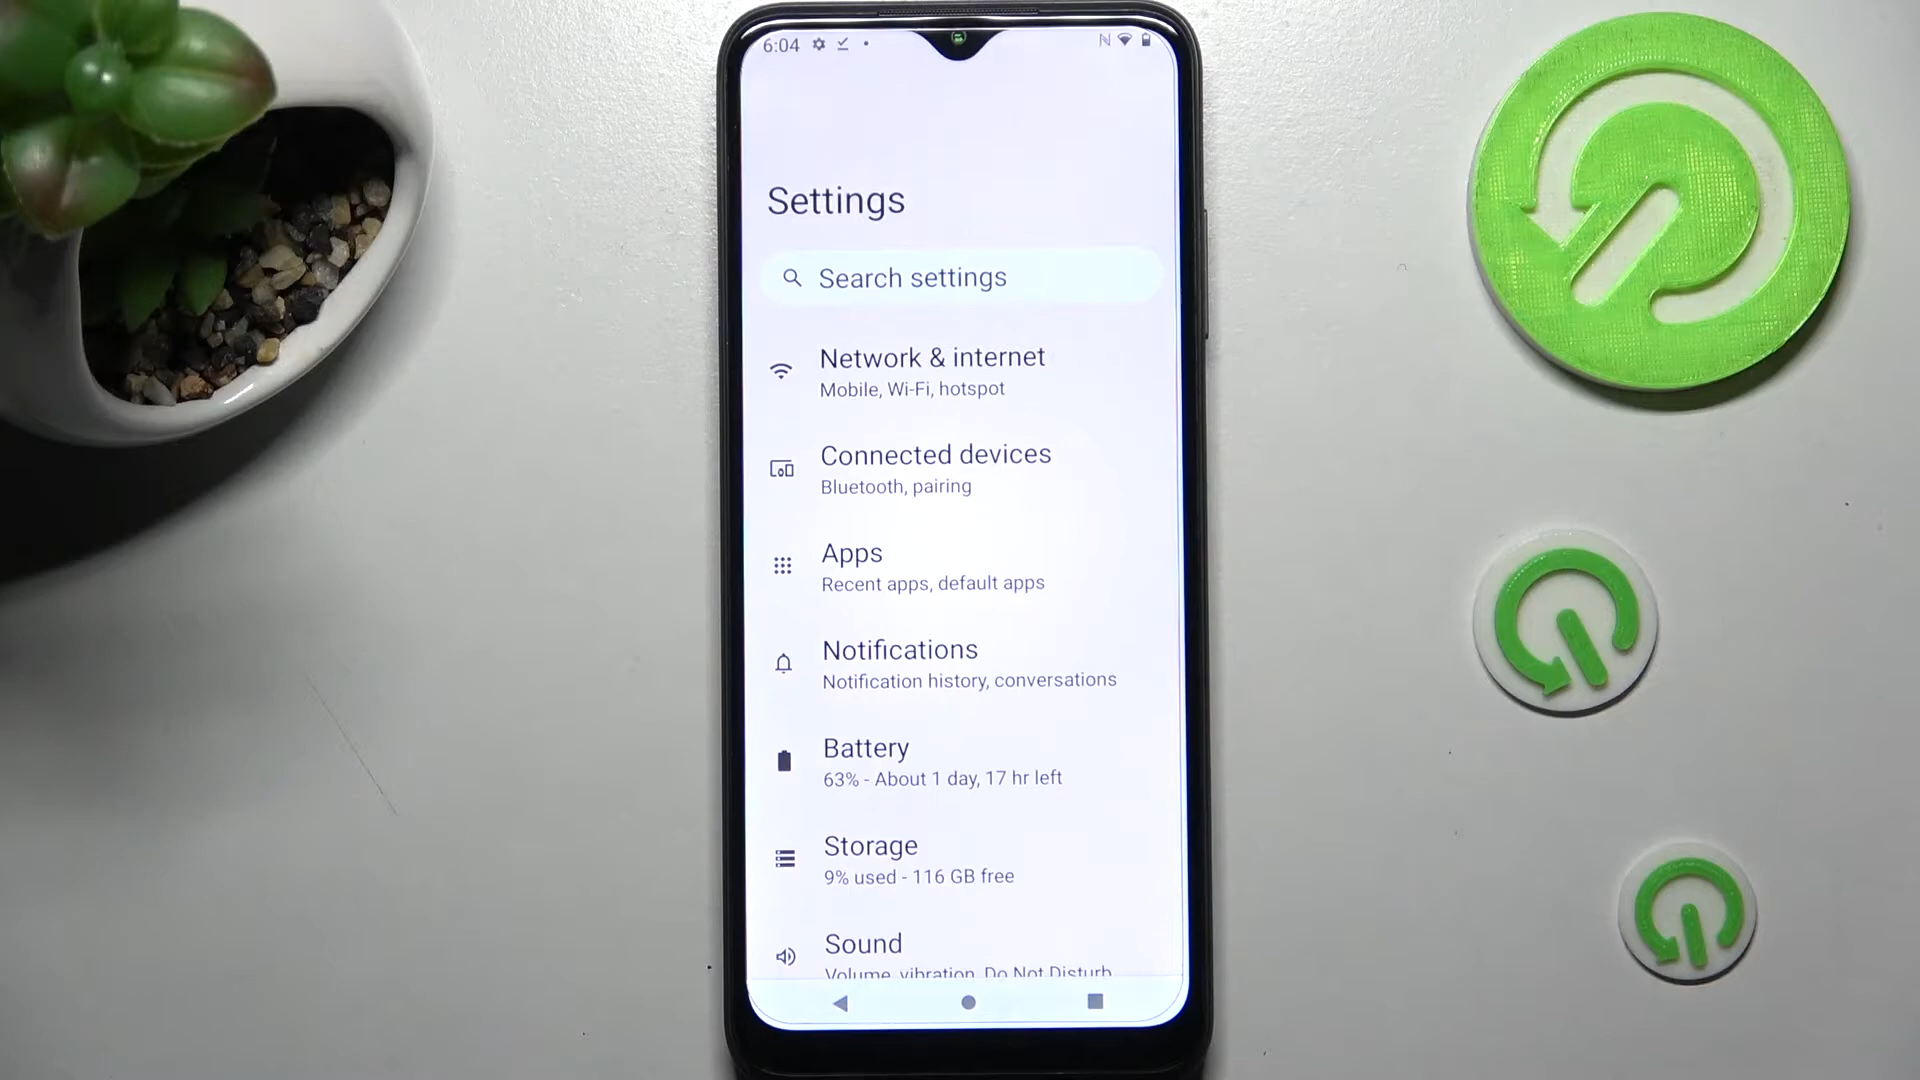 6:04
Settings
Search settings
Network & internet
Mobile, Wi-Fi, hotspot
Connected devices
Bluetooth, pairing
Apps
Recent apps, default apps
Notifications
Notification history, conversations
Battery
63% - About 1 day, 17 hr left
Storage
9% used - 116 GB free
Sound
Volume, vibration, Do Not Disturb